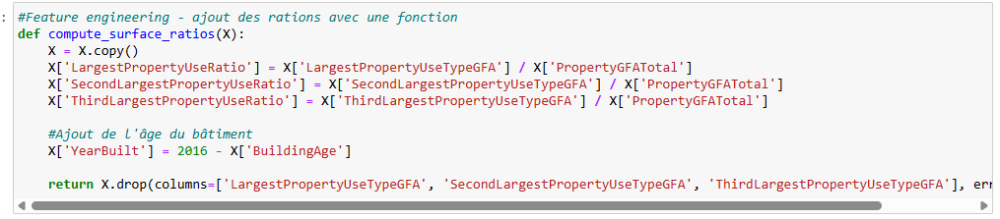 :
#Feature engineering - ajout des rations avec une fonction
def compute_surface_ratios(X):
    X = X.copy()
    X['LargestPropertyUseRatio'] = X['LargestPropertyUseTypeGFA'] / X['PropertyGFATotal']
    X['SecondLargestPropertyUseRatio'] = X['SecondLargestPropertyUseTypeGFA'] / X['PropertyGFATotal']
    X['ThirdLargestPropertyUseRatio'] = X['ThirdLargestPropertyUseTypeGFA'] / X['PropertyGFATotal']
    #Ajout de l'âge du bâtiment
    X['YearBuilt'] = 2016 - X['BuildingAge']
    return X.drop(columns=['LargestPropertyUseTypeGFA', 'SecondLargestPropertyUseTypeGFA', 'ThirdLargestPropertyUseTypeGFA'], err